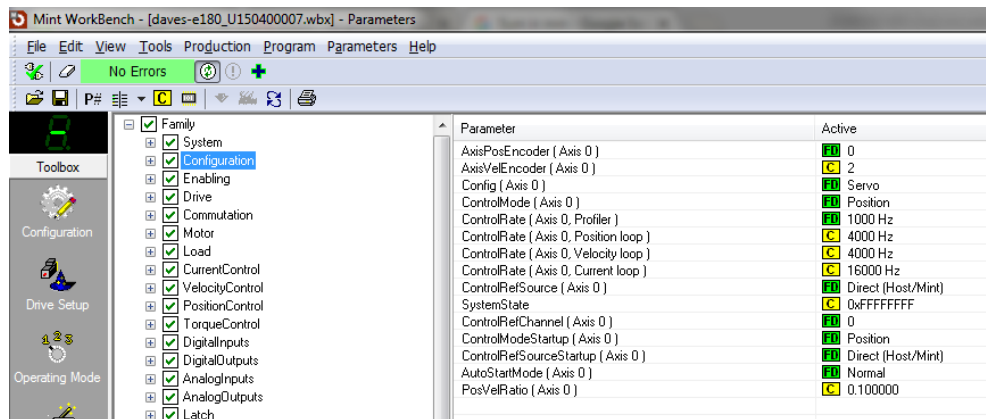 Mint WorkBench - [daves-e180_U150400007.wbx] - Parameters
File Edit View Tools Production Program Parameters Help
No Errors
P#
C
Toolbox
Configuration
Drive Setup
Operating Mode
Family
System
Configuration
Enabling
Drive
Commutation
Motor
Load
CurrentControl
VelocityControl
PositionControl
TorqueControl
DigitalInputs
DigitalOutputs
AnalogInputs
AnalogOutputs
Latch
Parameter Active
AxisPosEncoder ( Axis 0 ) FD 0
AxisVelEncoder ( Axis 0 ) C 2
Config ( Axis 0 ) FD Servo
ControlMode ( Axis 0 ) FD Position
ControlRate ( Axis 0, Profiler ) FD 1000 Hz
ControlRate ( Axis 0, Position loop ) C 4000 Hz
ControlRate ( Axis 0, Velocity loop ) C 4000 Hz
ControlRate ( Axis 0, Current loop ) C 16000 Hz
ControlRefSource ( Axis 0 ) FD Direct (Host/Mint)
SystemState C 0xFFFFFFFF
ControlRefChannel ( Axis 0 ) FD 0
ControlModeStartup ( Axis 0 ) FD Position
ControlRefSourceStartup ( Axis 0 ) FD Direct (Host/Mint)
AutoStartMode ( Axis 0 ) FD Normal
PosVelRatio ( Axis 0 ) C 0.100000